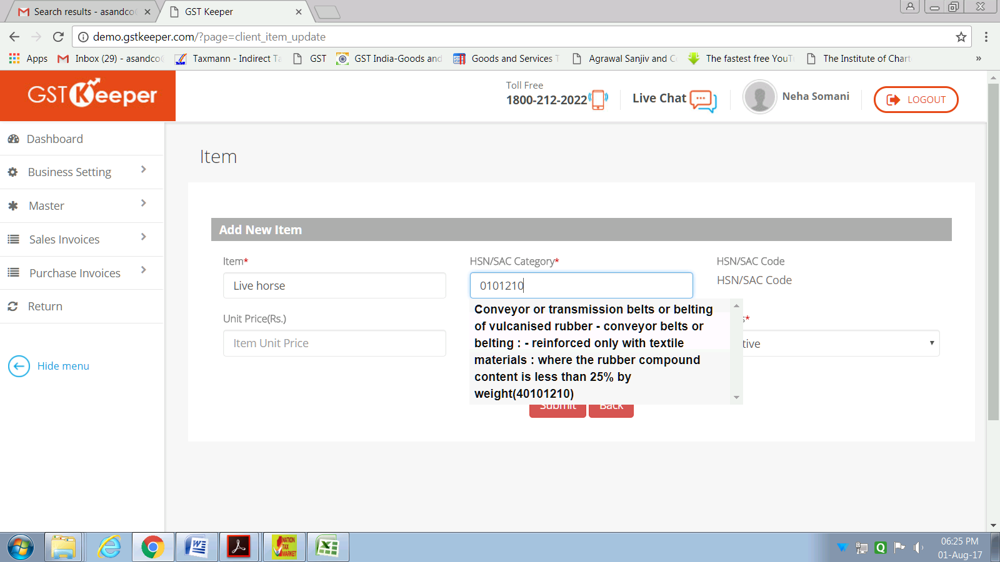 Search results - asandco
GST Keeper
demo.gstkeeper.com/?page=client_item_update
Apps
Inbox (29) - asandco
Taxmann - Indirect Ta
GST
GST India-Goods and
Goods and Services T
Agrawal Sanjiv and C
The fastest free YouT
The Institute of Chart
»
GST Keeper
Toll Free
1800-212-2022
Live Chat
Neha Somani
LOGOUT
Dashboard
Business Setting
Master
Sales Invoices
Purchase Invoices
Return
Hide menu
Item
Add New Item
Item*
HSN/SAC Category*
HSN/SAC Code
Live horse
0101210
HSN/SAC Code
Unit Price(Rs.)
Item Unit Price
Conveyor or transmission belts or belting
of vulcanised rubber - conveyor belts or
belting : - reinforced only with textile
materials : where the rubber compound
content is less than 25% by
weight(40101210)
s*
tive
Submit
Back
NATION
TAX
MARKET
06:25 PM
01-Aug-17